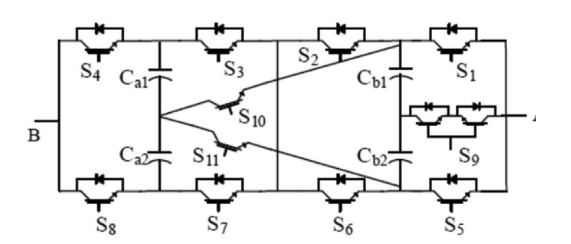 S4 S3 S2 S1
Ca1 Cb1
S10
B S9
Ca2 S11 Cb2
S8 S7 S6 S5